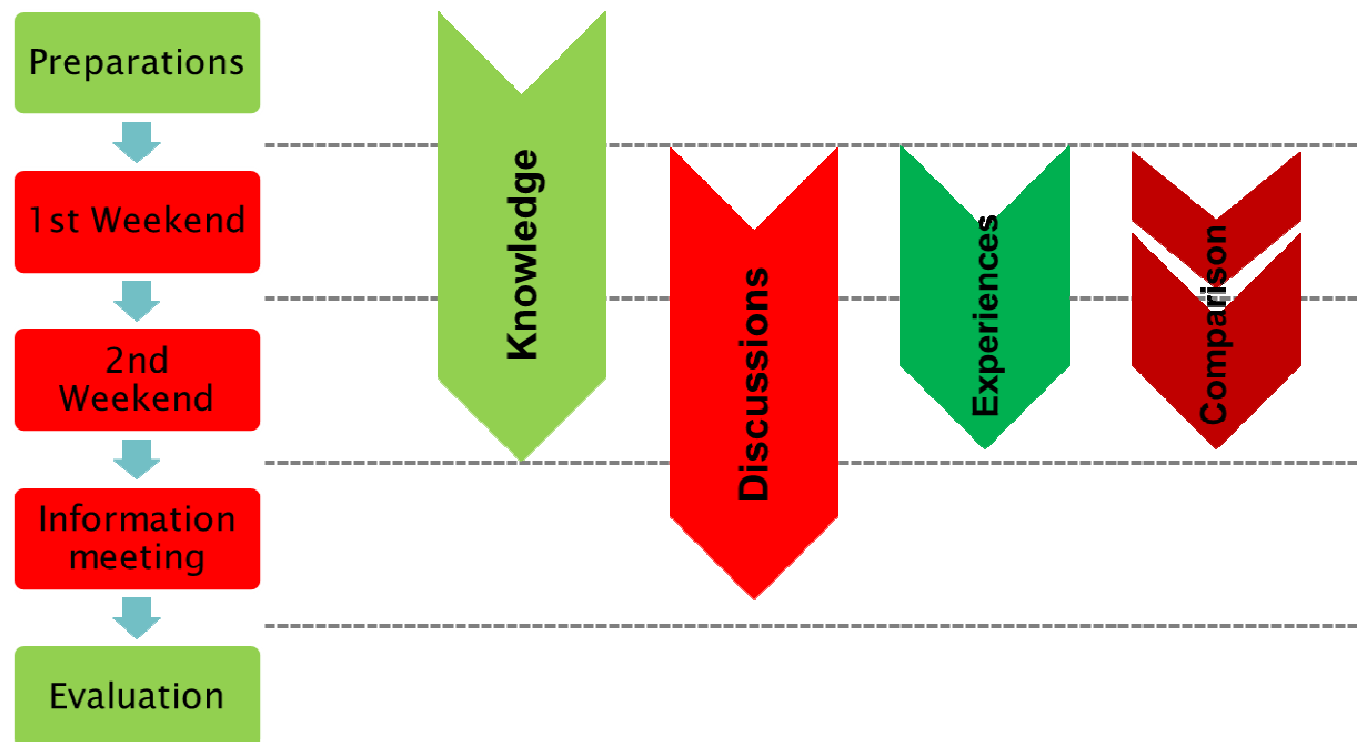 Preparations
1st Weekend
2nd
Weekend
Information
meeting
Evaluation
Knowledge
Discussions
Experiences
Comparison